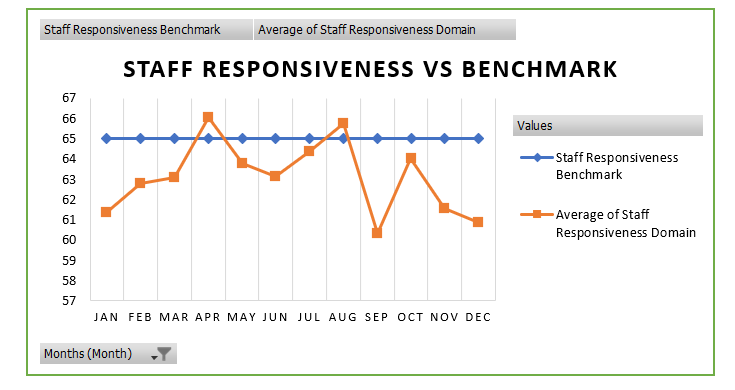 Staff Responsiveness Benchmark
Average of Staff Responsiveness Domain
STAFF RESPONSIVENESS VS BENCHMARK
67
66
65
64
63
62
61
60
59
58
57
JAN FEB MAR APR MAY JUN JUL AUG SEP OCT NOV DEC
Values
Staff Responsiveness
Benchmark
Average of Staff
Responsiveness Domain
Months (Month)